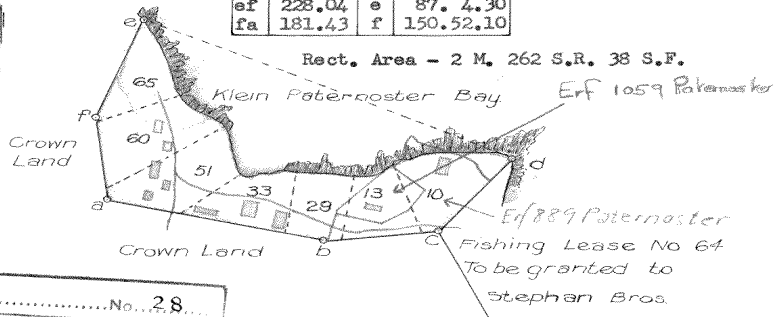 ef 228.04 e 87. 4.30
fa 181.43 f 150.52.10
Rect. Area - 2 M. 262 S.R. 38 S.F.
e
65
Klein Paternoster Bay.
Erf 1059 Paternoster
f
Crown
Land
60
51
33
29
13
10
d
a
Erf 889 Paternoster
Crown Land
b
c
Fishing Lease No 64
To be granted to
Stephan Bros.
No. 28